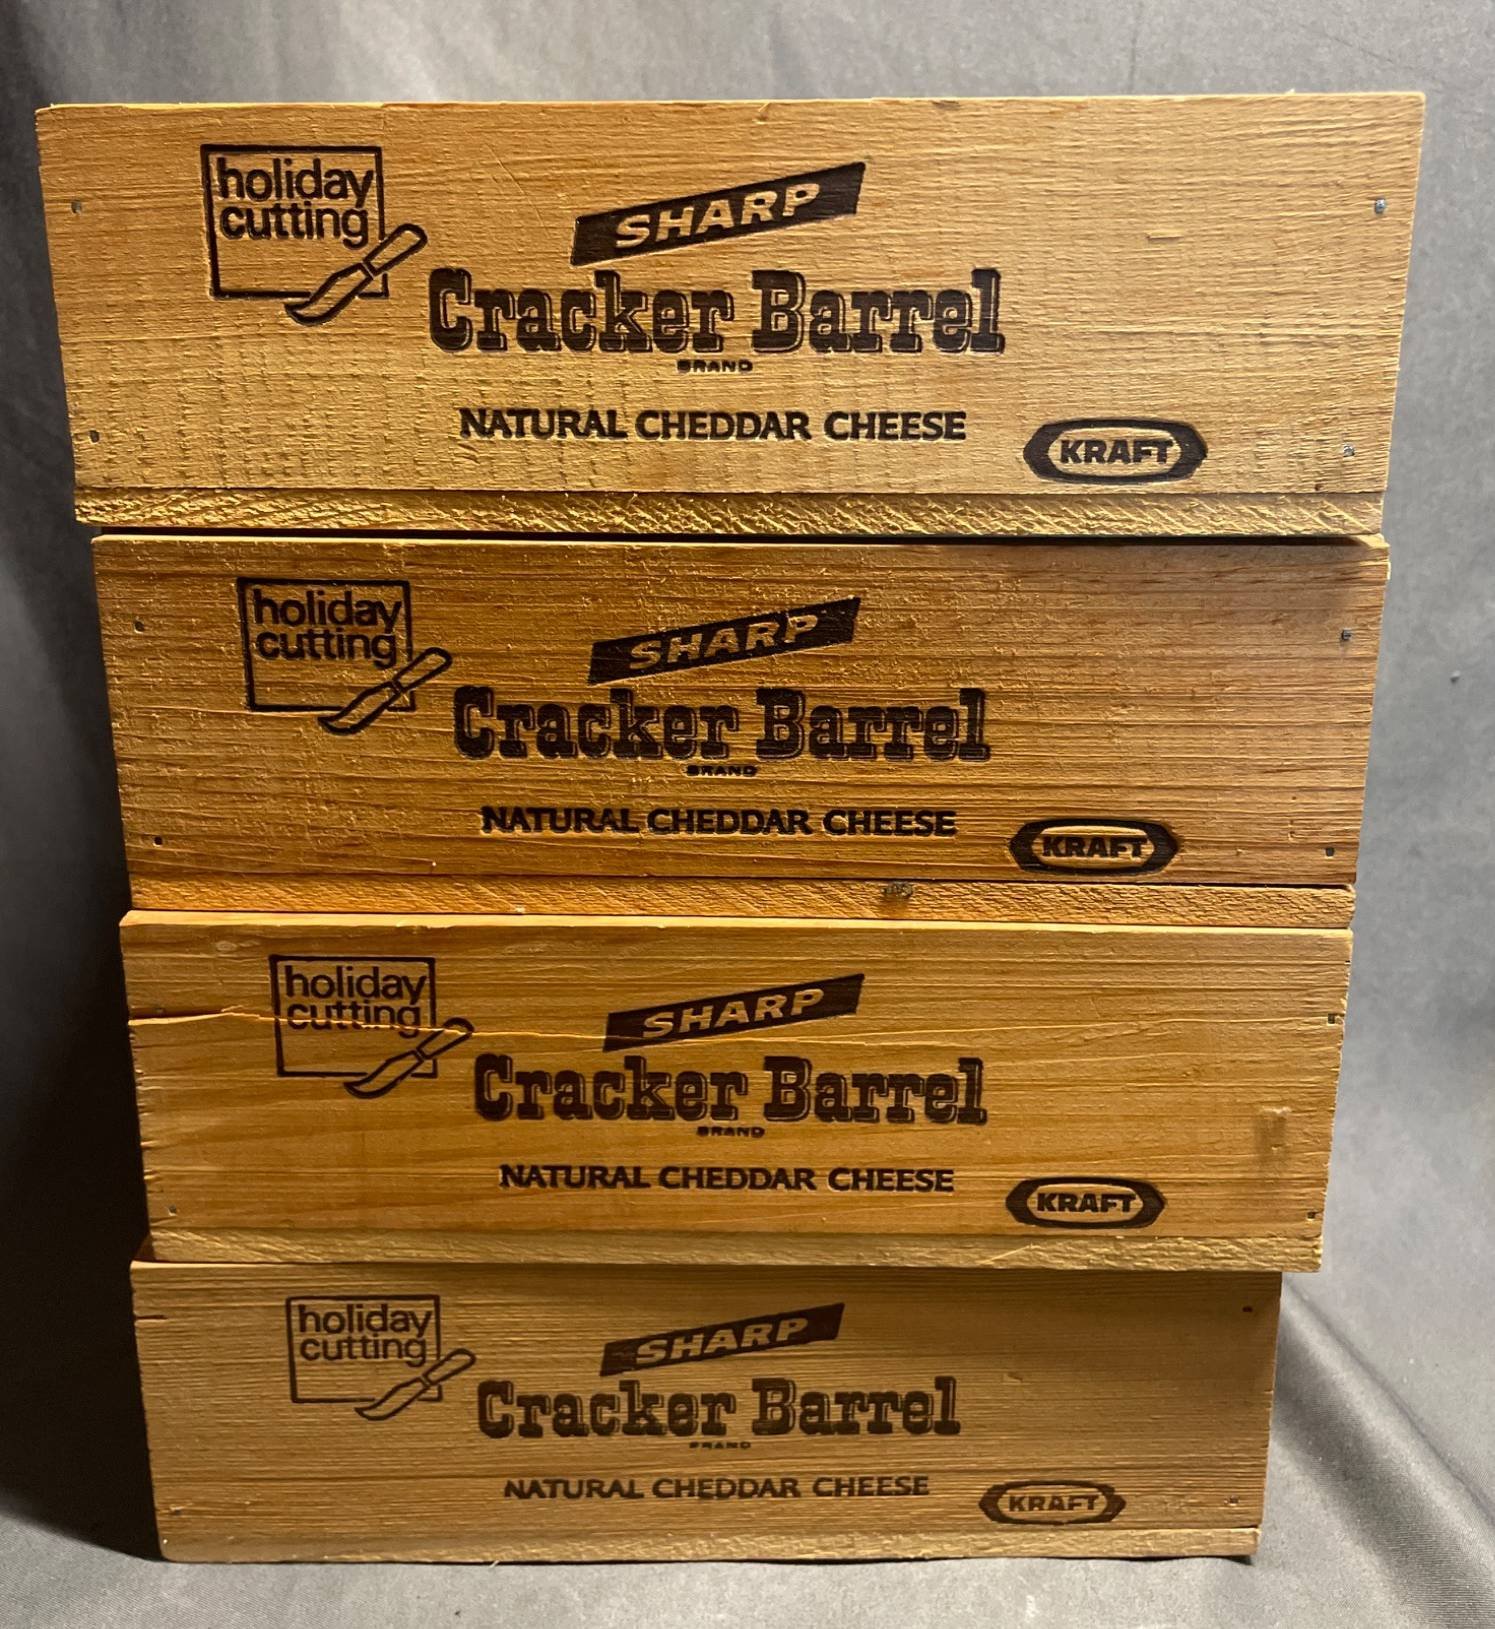 holiday
cutting
SHARP
Cracker Barrel
BRAND
NATURAL CHEDDAR CHEESE
KRAFT
holiday
cutting
SHARP
Cracker Barrel
BRAND
NATURAL CHEDDAR CHEESE
KRAFT
holiday
cutting
SHARP
Cracker Barrel
BRAND
NATURAL CHEDDAR CHEESE
KRAFT
holiday
cutting
SHARP
Cracker Barrel
BRAND
NATURAL CHEDDAR CHEESE
KRAFT